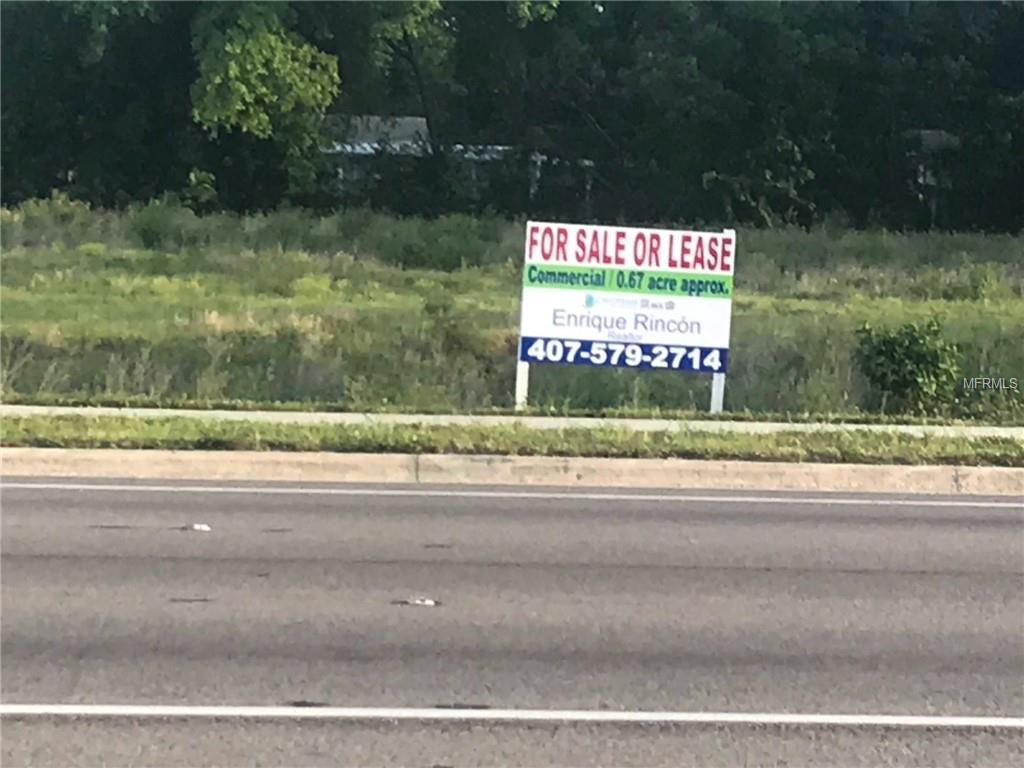 FOR SALE OR LEASE
Commercial | 0.67 acre approx.
Enrique Rincón
Realtor
407-579-2714
MFRMLS